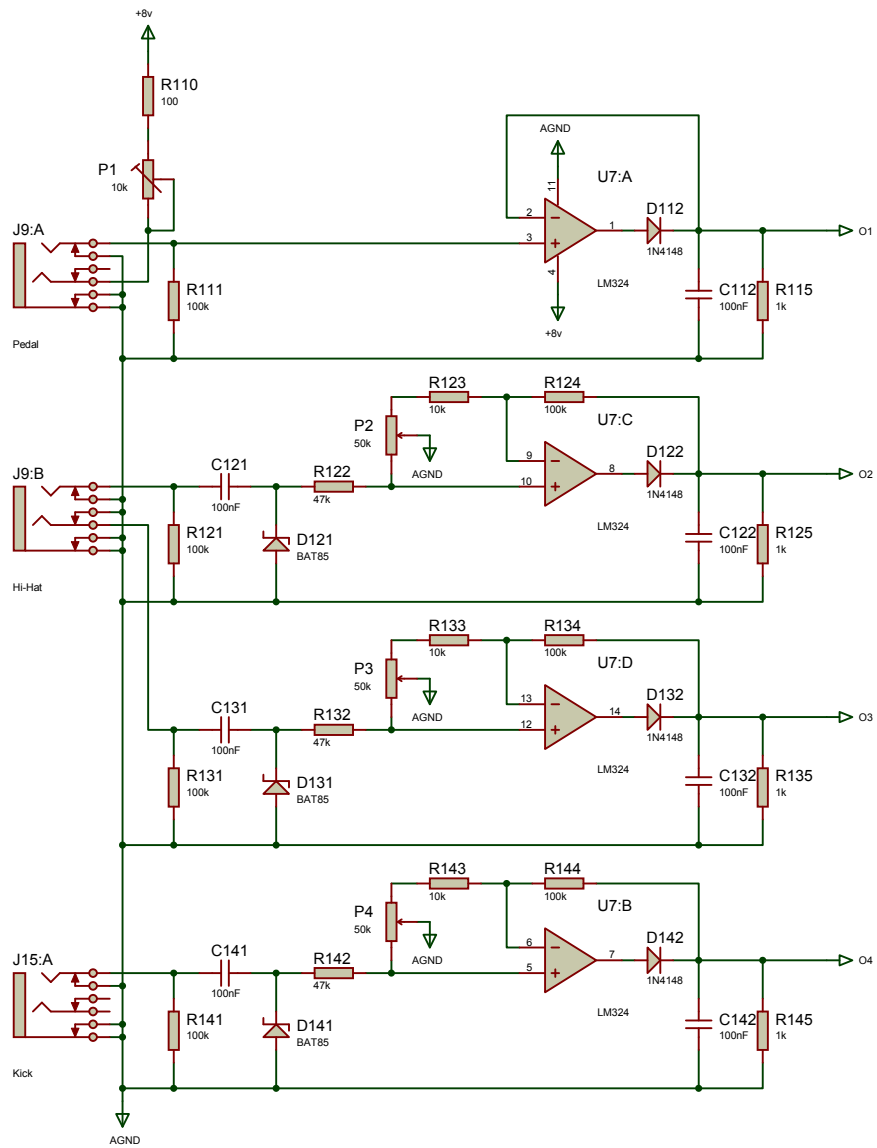 +8v
R110
100
P1
10k
AGND
11
U7:A
2
3
1
4
D112
1N4148
O1
J9:A
R111
100k
LM324
C112
100nF
R115
1k
+8v
Pedal
R123
10k
R124
100k
P2
50k
U7:C
AGND
9
10
8
D122
1N4148
O2
C121
100nF
R122
47k
J9:B
R121
100k
D121
BAT85
LM324
C122
100nF
R125
1k
Hi-Hat
R133
10k
R134
100k
P3
50k
U7:D
AGND
13
12
14
D132
1N4148
O3
C131
100nF
R132
47k
R131
100k
D131
BAT85
LM324
C132
100nF
R135
1k
R143
10k
R144
100k
P4
50k
U7:B
AGND
6
5
7
D142
1N4148
O4
C141
100nF
R142
47k
J15:A
R141
100k
D141
BAT85
LM324
C142
100nF
R145
1k
Kick
AGND